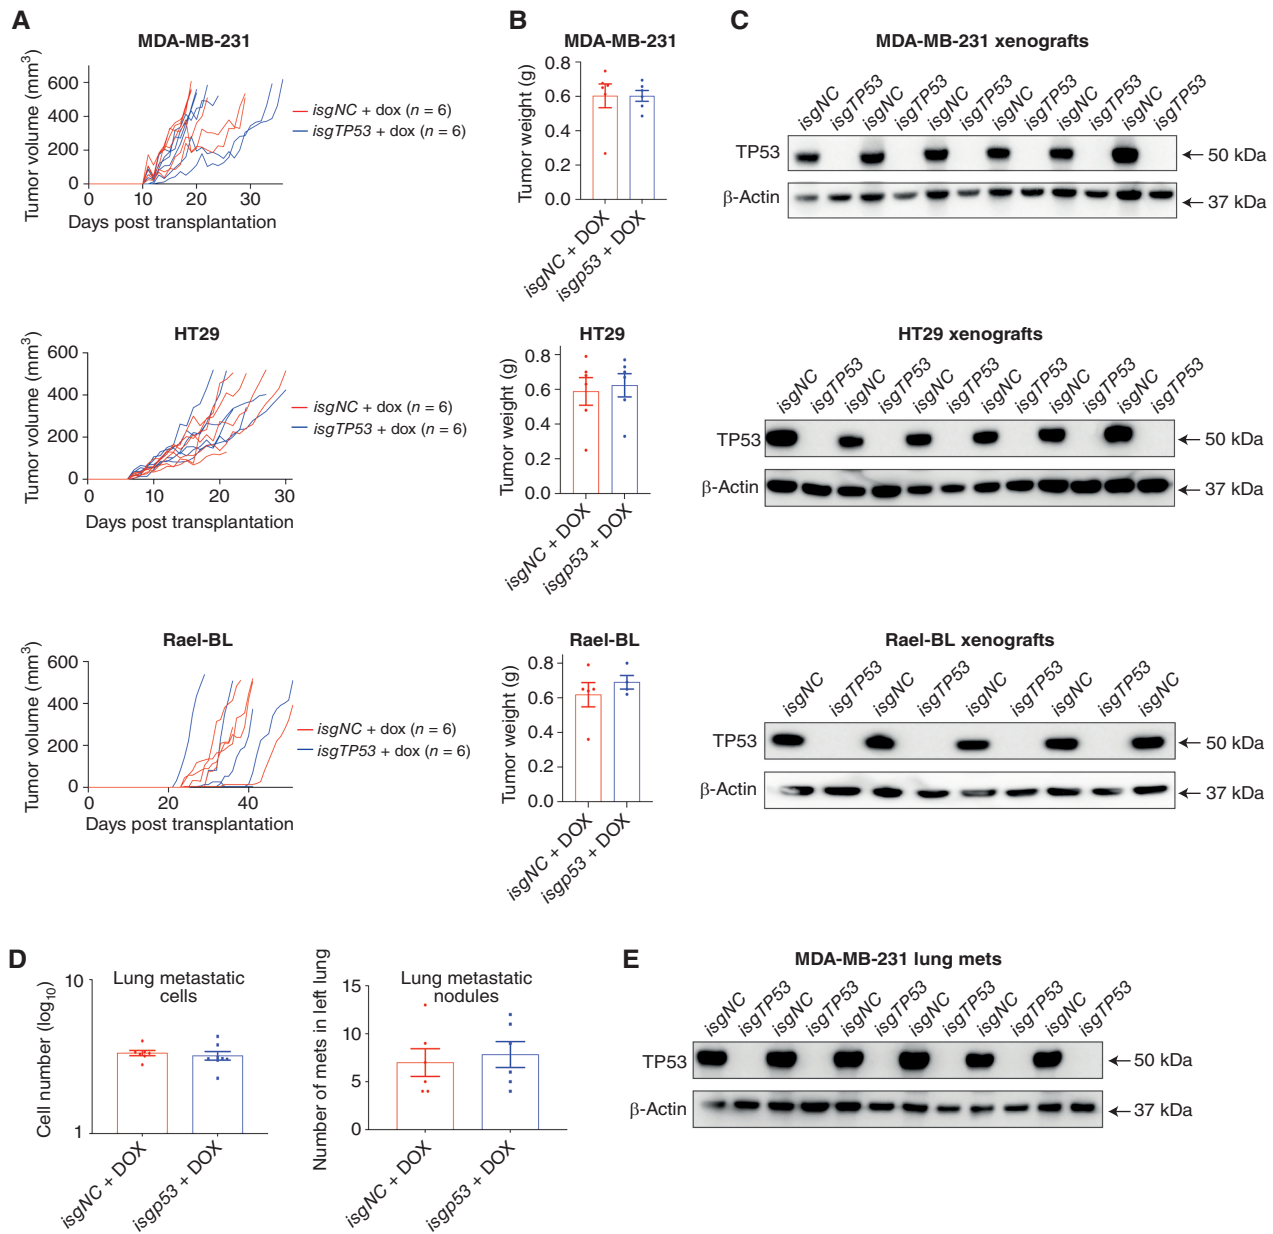 A
MDA-MB-231
Tumor volume (mm³)
600
400
200
0
0 10 20 30
Days post transplantation
isgNC + dox (n = 6)
isgTP53 + dox (n = 6)
B
MDA-MB-231
Tumor weight (g)
0.8
0.6
0.4
0.2
0.0
isgNC + DOX
isgp53 + DOX
C
MDA-MB-231 xenografts
isgNC isgTP53 isgNC isgTP53 isgNC isgTP53 isgNC isgTP53 isgNC isgTP53 isgNC isgTP53
TP53 ← 50 kDa
β-Actin ← 37 kDa
HT29
Tumor volume (mm³)
600
400
200
0
0 10 20 30
Days post transplantation
isgNC + dox (n = 6)
isgTP53 + dox (n = 6)
HT29
Tumor weight (g)
0.8
0.6
0.4
0.2
0.0
isgNC + DOX
isgp53 + DOX
HT29 xenografts
isgNC isgTP53 isgNC isgTP53 isgNC isgTP53 isgNC isgTP53 isgNC isgTP53 isgNC isgTP53
TP53 ← 50 kDa
β-Actin ← 37 kDa
Rael-BL
Tumor volume (mm³)
600
400
200
0
0 20 40
Days post transplantation
isgNC + dox (n = 6)
isgTP53 + dox (n = 6)
Rael-BL
Tumor weight (g)
0.8
0.6
0.4
0.2
0.0
isgNC + DOX
isgp53 + DOX
Rael-BL xenografts
isgNC isgTP53 isgNC isgTP53 isgNC isgTP53 isgNC isgTP53 isgNC
TP53 ← 50 kDa
β-Actin ← 37 kDa
D
Lung metastatic
cells
Cell number (log₁₀)
10
1
isgNC + DOX
isgp53 + DOX
Lung metastatic
nodules
Number of mets in left lung
15
10
5
0
isgNC + DOX
isgp53 + DOX
E
MDA-MB-231 lung mets
isgNC isgTP53 isgNC isgTP53 isgNC isgTP53 isgNC isgTP53 isgNC isgTP53 isgNC isgTP53
TP53 ← 50 kDa
β-Actin ← 37 kDa